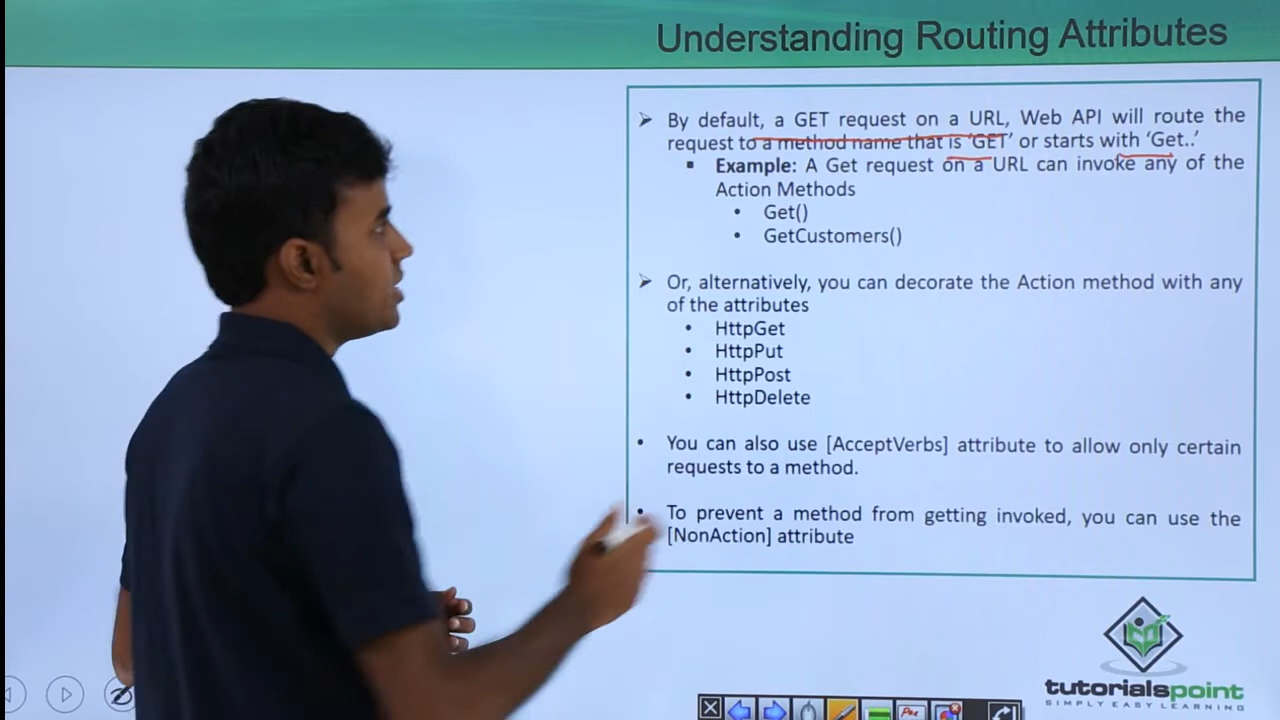 Understanding Routing Attributes
By default, a GET request on a URL, Web API will route the
request to a method name that is 'GET' or starts with 'Get..'
Example: A Get request on a URL can invoke any of the
Action Methods
Get()
GetCustomers()
Or, alternatively, you can decorate the Action method with any
of the attributes
HttpGet
HttpPut
HttpPost
HttpDelete
You can also use [AcceptVerbs] attribute to allow only certain
requests to a method.
To prevent a method from getting invoked, you can use the
[NonAction] attribute
tutorialspoint
SIMPLY EASY LEARNING